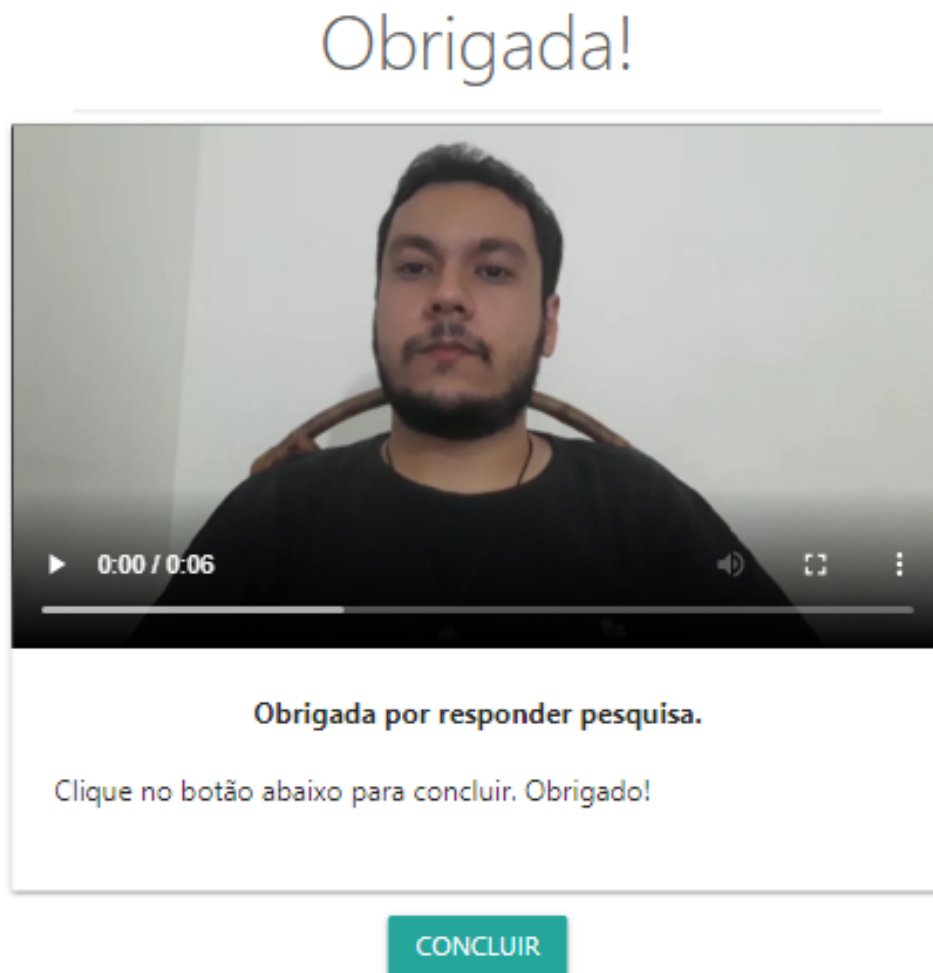 Obrigada!
0:00 / 0:06
Obrigada por responder pesquisa.
Clique no botão abaixo para concluir. Obrigado!
CONCLUIR